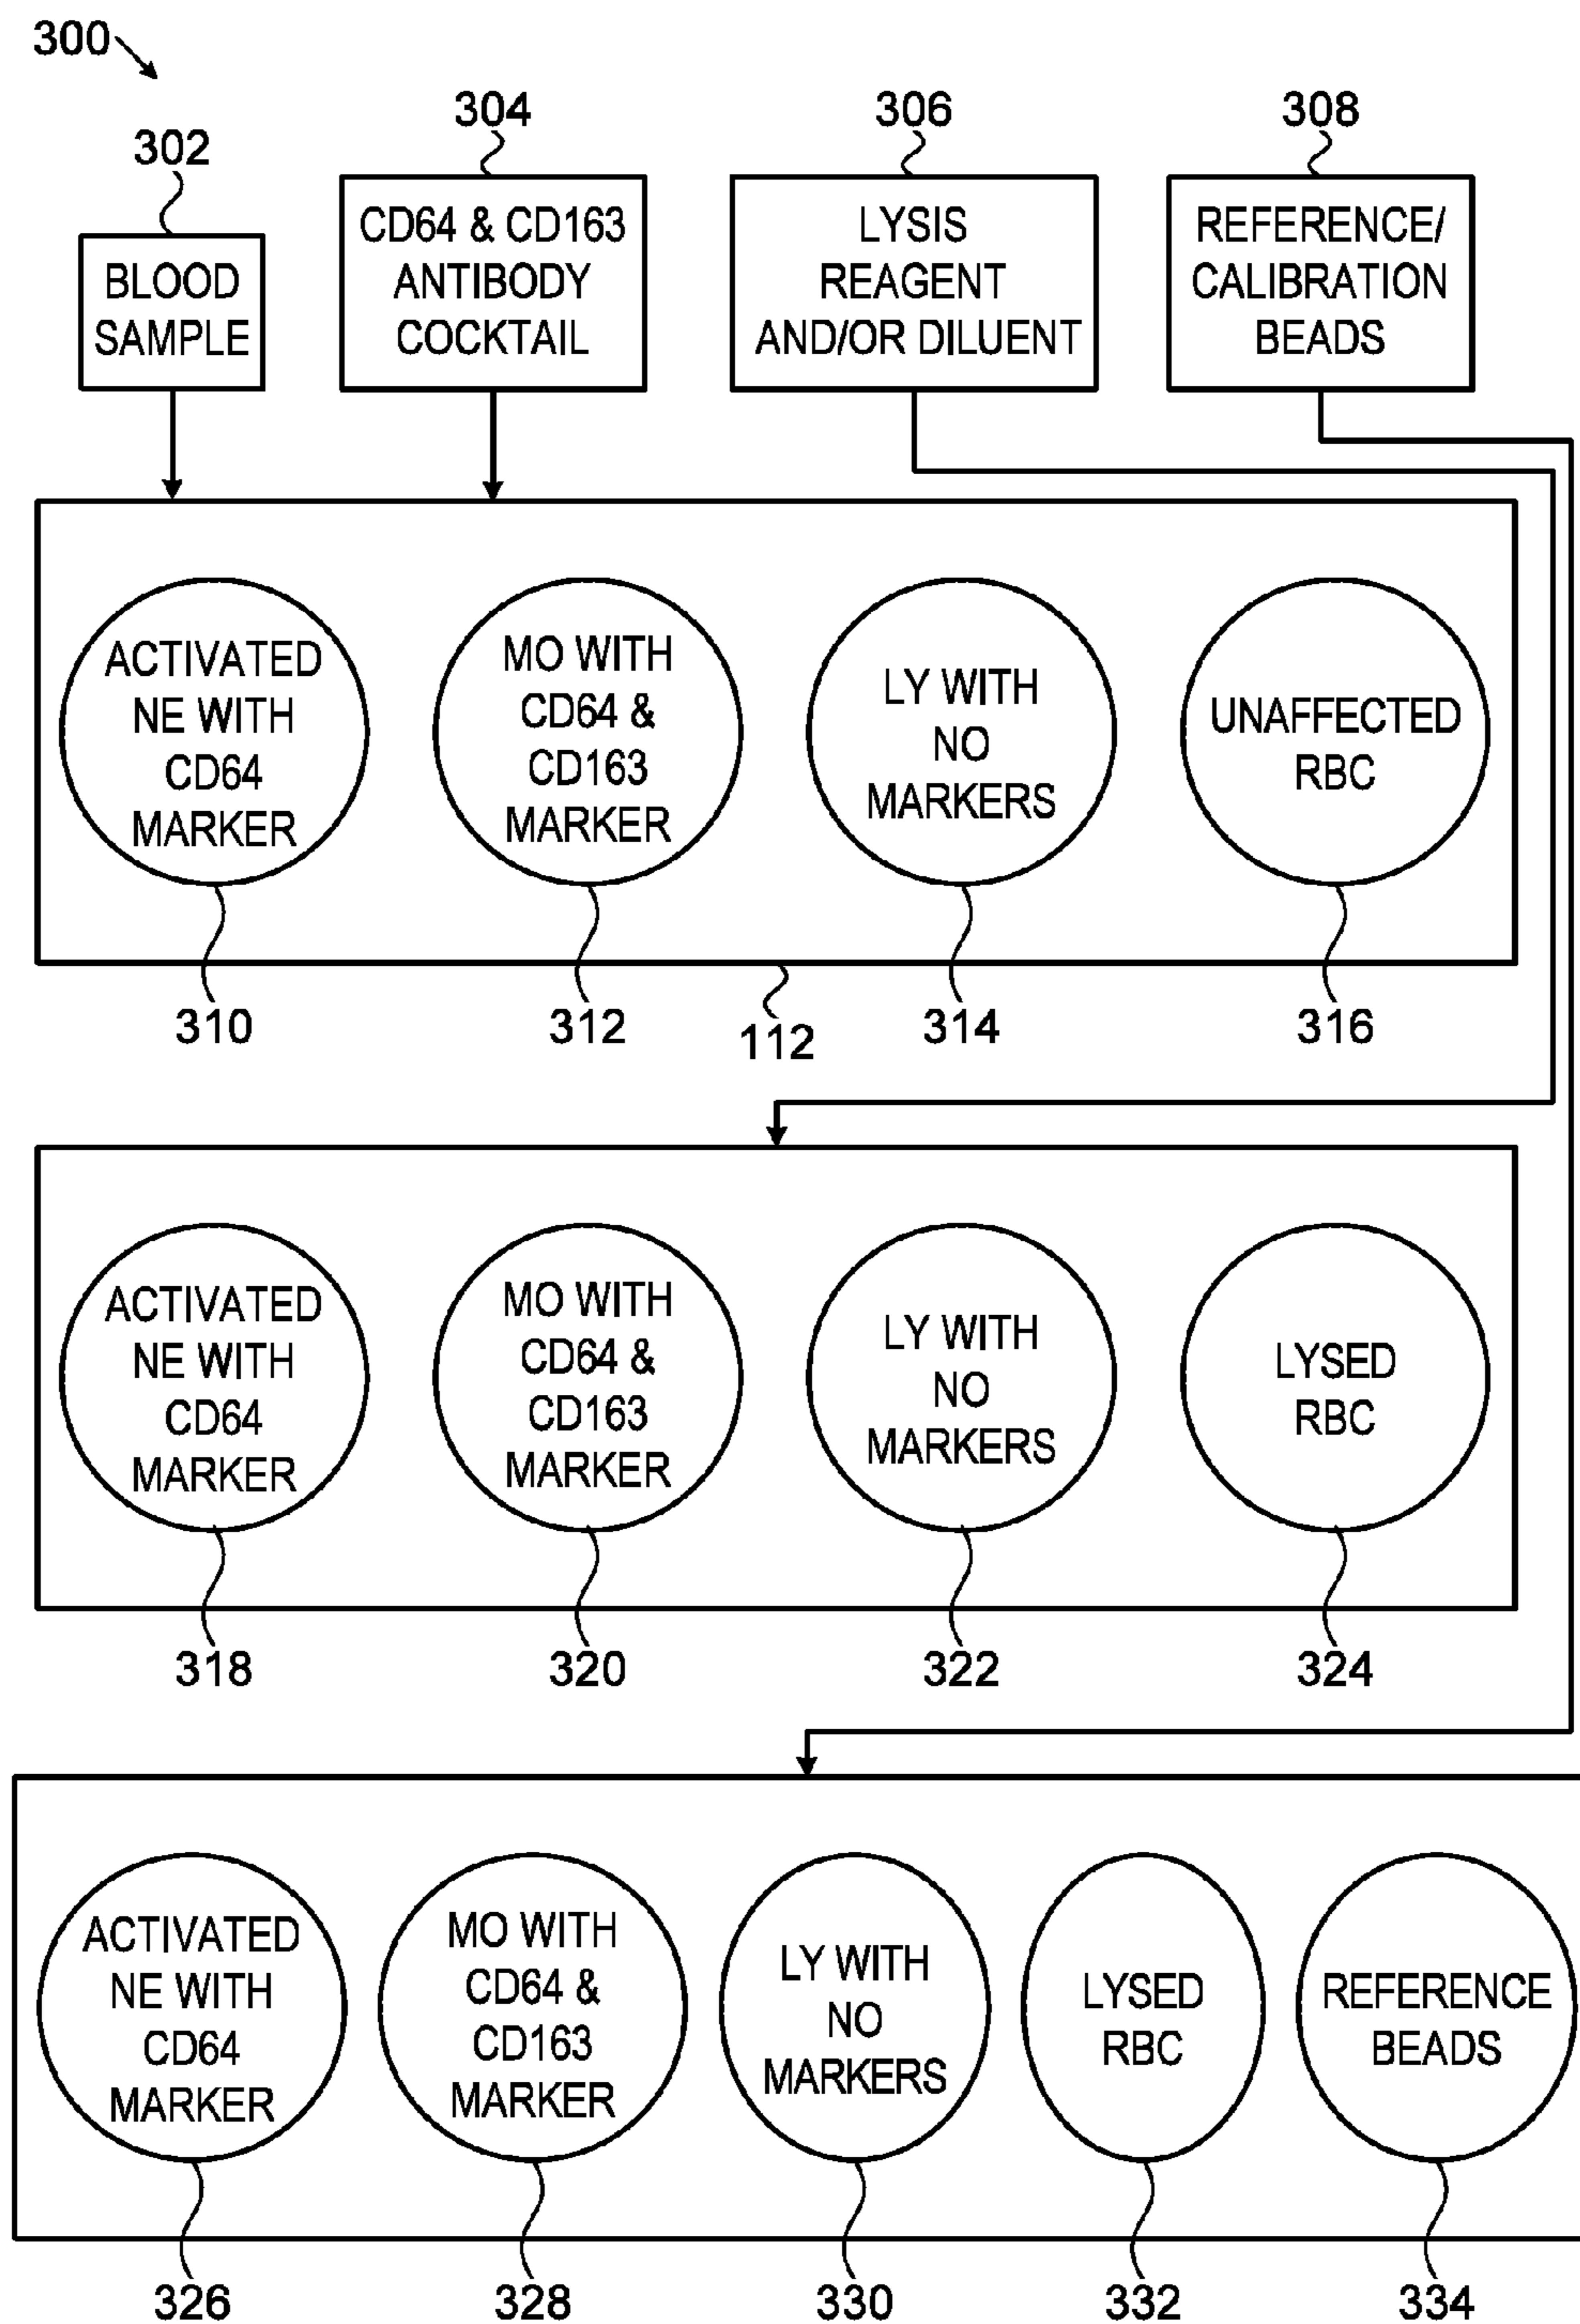 300
302
304
306
308
BLOOD
SAMPLE
CD64 & CD163
ANTIBODY
COCKTAIL
LYSIS
REAGENT
AND/OR DILUENT
REFERENCE/
CALIBRATION
BEADS
ACTIVATED
NE WITH
CD64
MARKER
MO WITH
CD64 &
CD163
MARKER
LY WITH
NO
MARKERS
UNAFFECTED
RBC
310
312
112
314
316
ACTIVATED
NE WITH
CD64
MARKER
MO WITH
CD64 &
CD163
MARKER
LY WITH
NO
MARKERS
LYSED
RBC
318
320
322
324
ACTIVATED
NE WITH
CD64
MARKER
MO WITH
CD64 &
CD163
MARKER
LY WITH
NO
MARKERS
LYSED
RBC
REFERENCE
BEADS
326
328
330
332
334